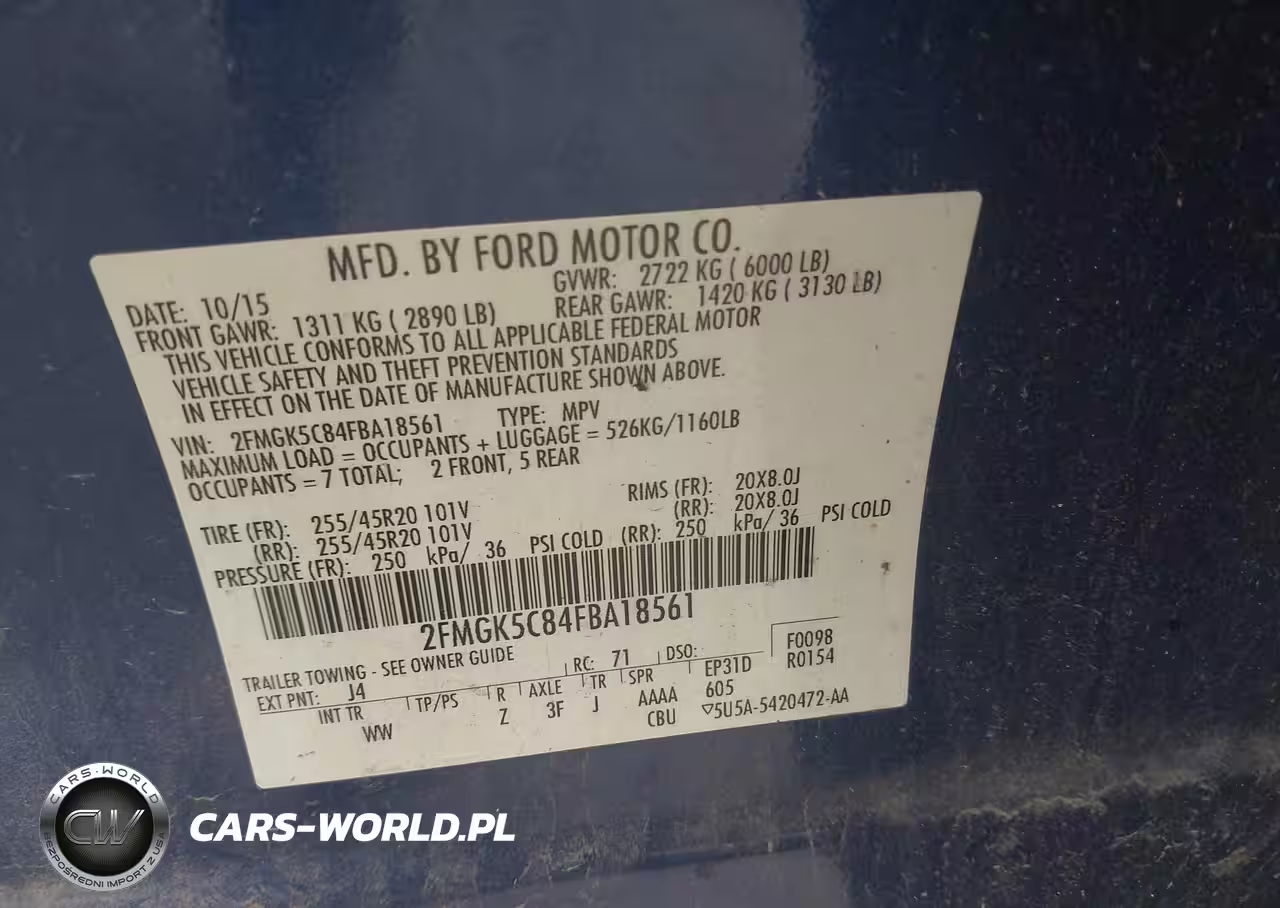 MFD. BY FORD MOTOR CO.
DATE: 10/15 GVWR: 2722 KG ( 6000 LB)
FRONT GAWR: 1311 KG ( 2890 LB) REAR GAWR: 1420 KG ( 3130 LB)
THIS VEHICLE CONFORMS TO ALL APPLICABLE FEDERAL MOTOR
VEHICLE SAFETY AND THEFT PREVENTION STANDARDS
IN EFFECT ON THE DATE OF MANUFACTURE SHOWN ABOVE.
VIN: 2FMGK5C84FBA18561 TYPE: MPV
MAXIMUM LOAD = OCCUPANTS + LUGGAGE = 526KG/1160LB
OCCUPANTS = 7 TOTAL; 2 FRONT, 5 REAR
TIRE (FR): 255/45R20 101V RIMS (FR): 20X8.0J
(RR): 255/45R20 101V (RR): 20X8.0J
PRESSURE (FR): 250 kPa/ 36 PSI COLD (RR): 250 kPa/ 36 PSI COLD
2FMGK5C84FBA18561
TRAILER TOWING - SEE OWNER GUIDE
F0098
EXT PNT: J4 RC: 71 DSO: R0154
INT TR TP/PS R AXLE TR SPR EP31D
WW Z 3F J AAAA 605
CBU ▽5U5A-5420472-AA
CARS-WORLD
CW
BEZPOŚREDNI IMPORT Z USA
CARS-WORLD.PL